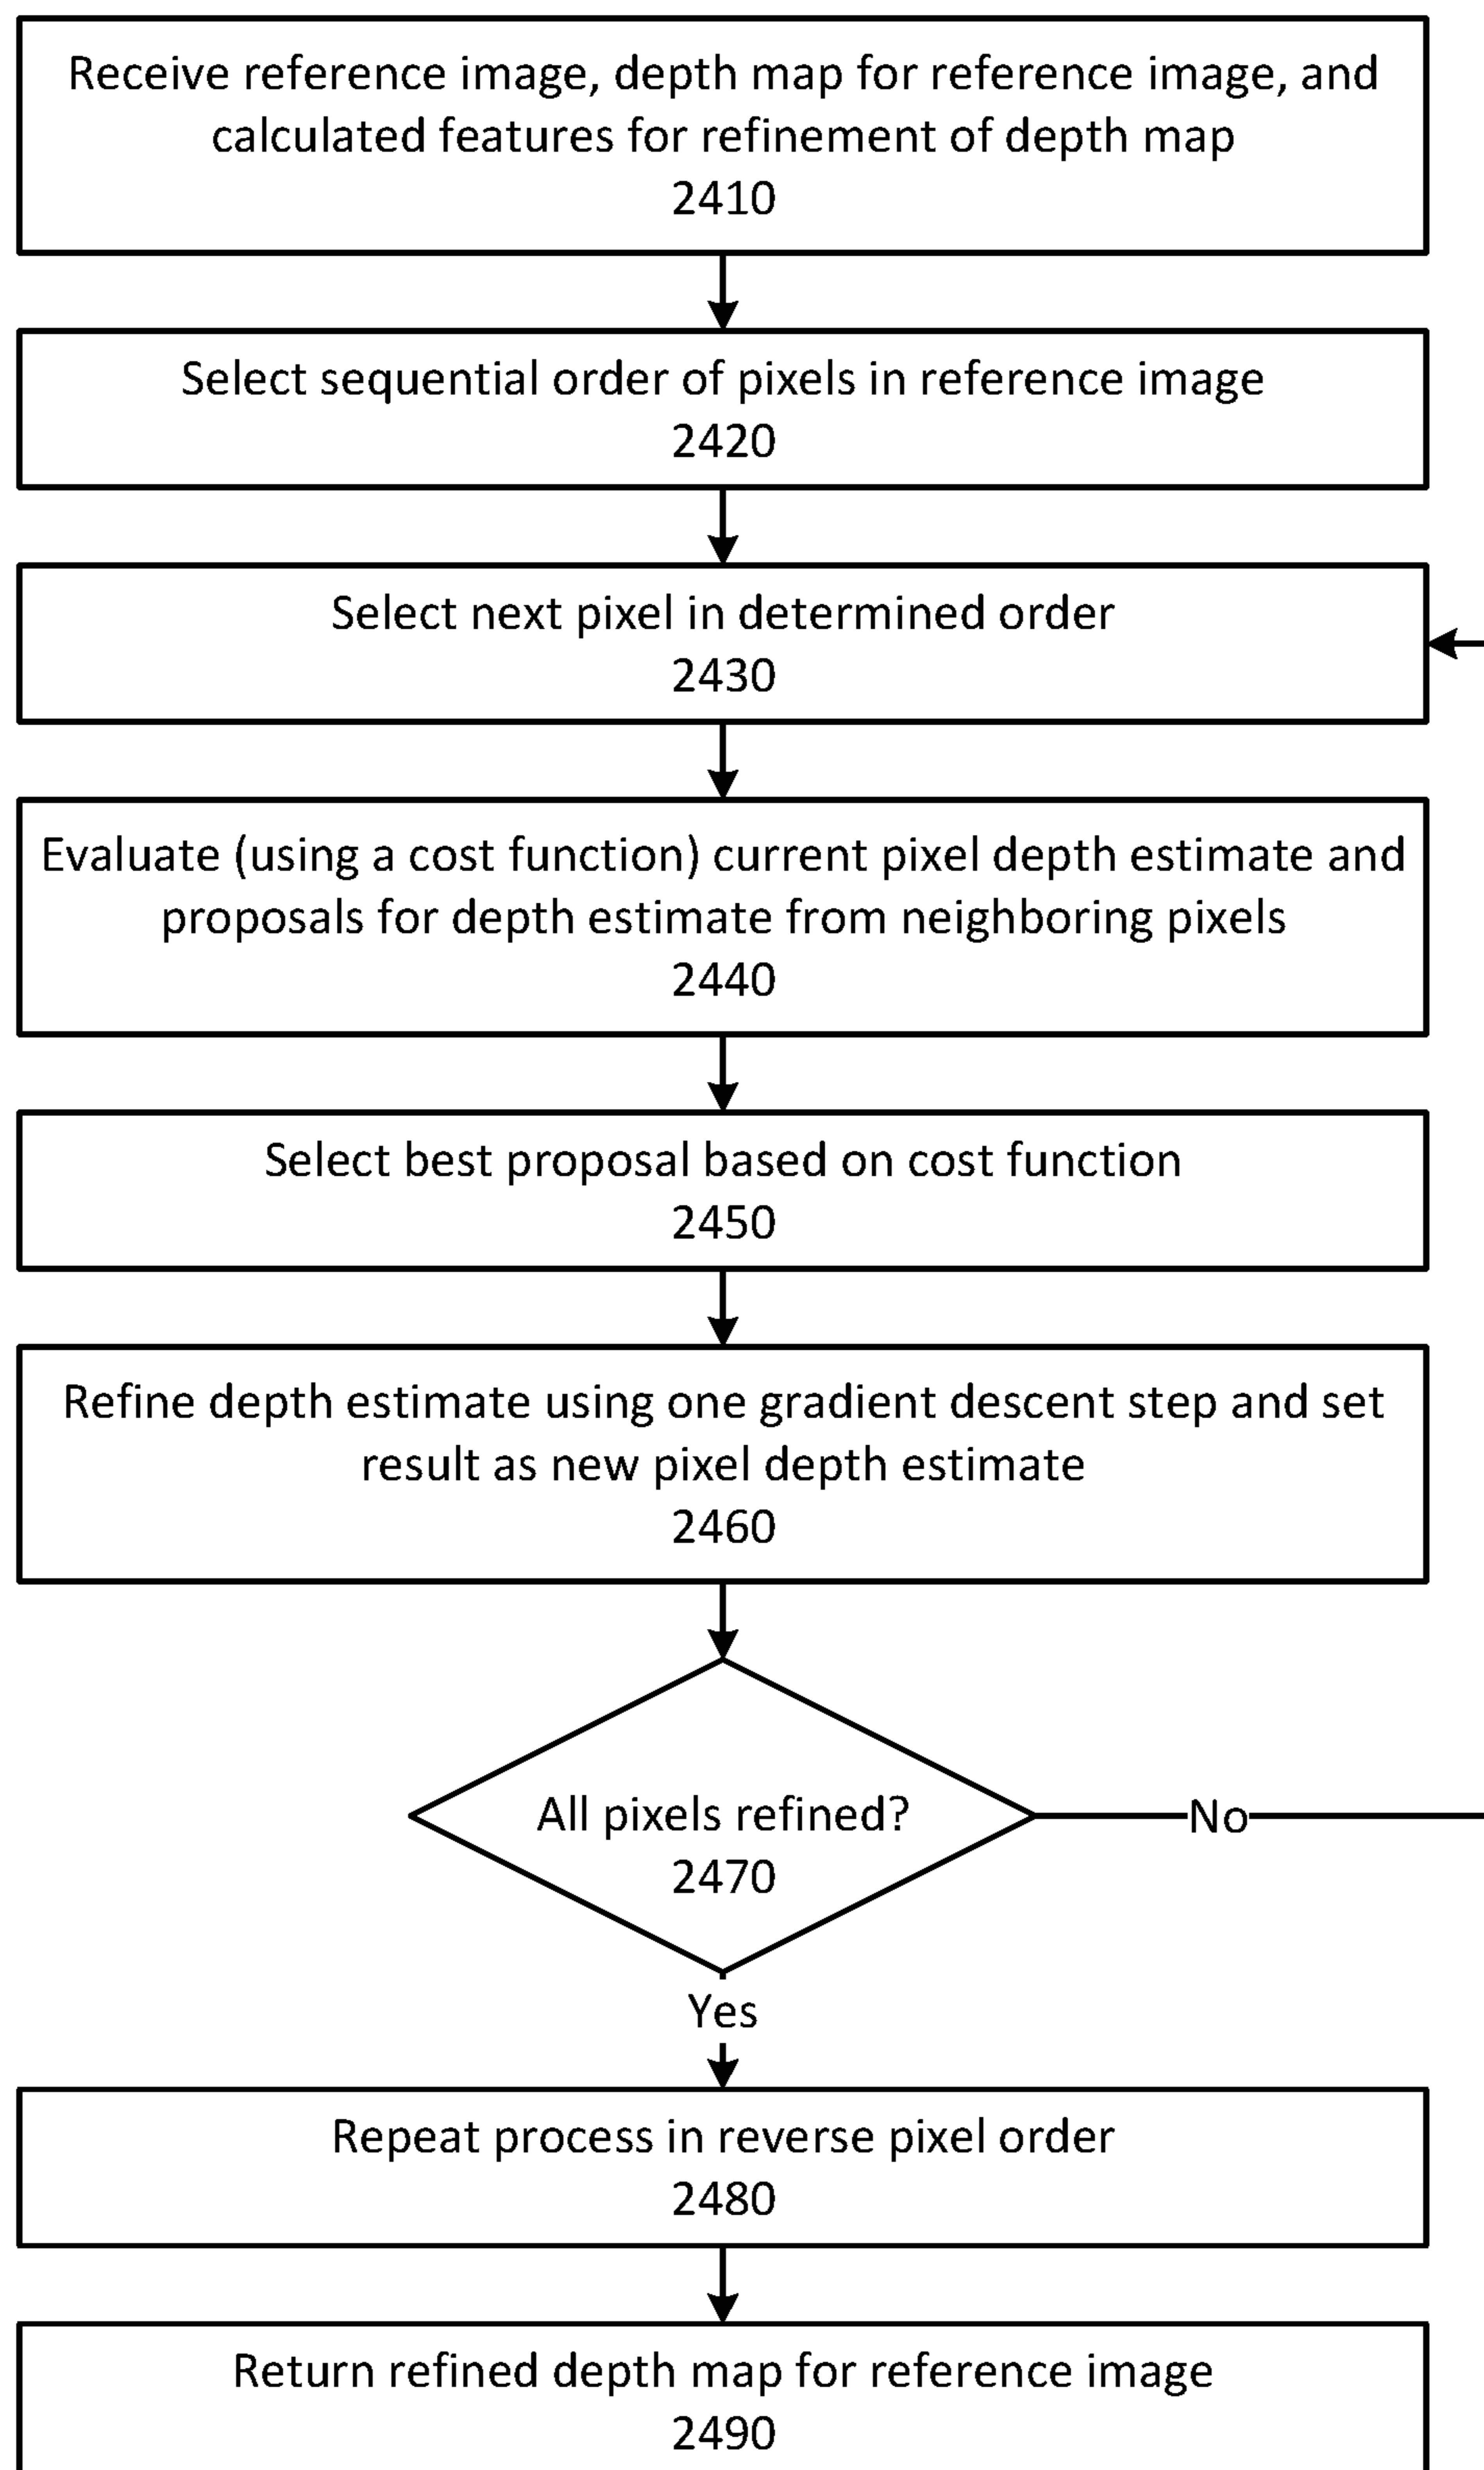 Receive reference image, depth map for reference image, and
calculated features for refinement of depth map
2410
Select sequential order of pixels in reference image
2420
Select next pixel in determined order
2430
Evaluate (using a cost function) current pixel depth estimate and
proposals for depth estimate from neighboring pixels
2440
Select best proposal based on cost function
2450
Refine depth estimate using one gradient descent step and set
result as new pixel depth estimate
2460
All pixels refined?
2470
No
Yes
Repeat process in reverse pixel order
2480
Return refined depth map for reference image
2490